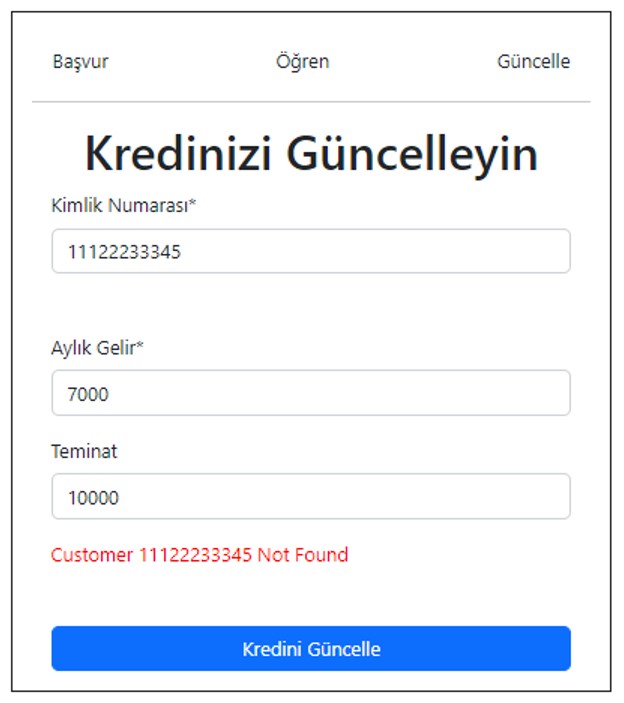 Başvur Öğren Güncelle
Kredinizi Güncelleyin
Kimlik Numarası*
11122233345
Aylık Gelir*
7000
Teminat
10000
Customer 11122233345 Not Found
Kredini Güncelle